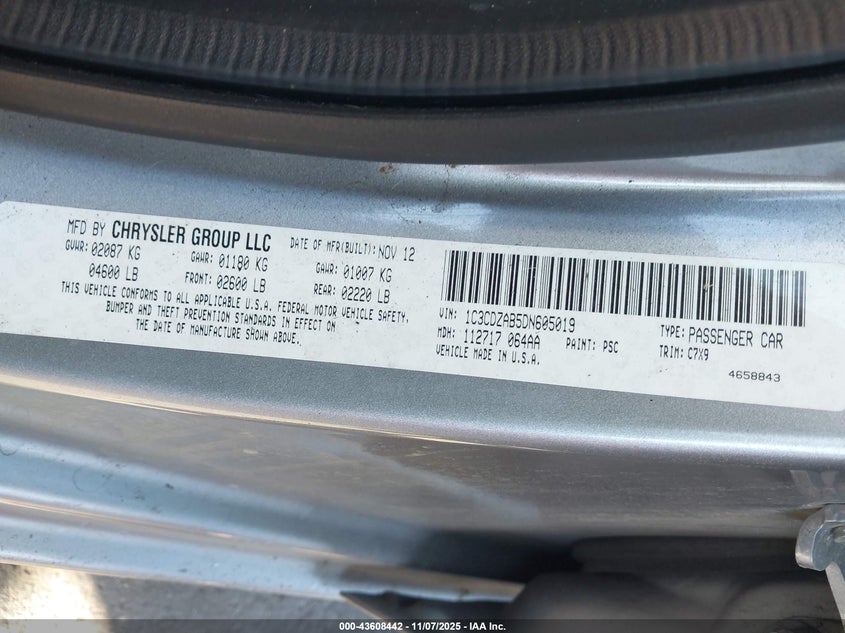 MFD BY CHRYSLER GROUP LLC DATE OF MFR(BUILT): NOV 12
GVWR: 02087 KG GAWR: 01180 KG GAWR: 01007 KG
04600 LB FRONT: 02600 LB REAR: 02220 LB
THIS VEHICLE CONFORMS TO ALL APPLICABLE U.S.A. FEDERAL MOTOR VEHICLE SAFETY,
BUMPER AND THEFT PREVENTION STANDARDS IN EFFECT ON
THE DATE OF MANUFACTURE SHOWN ABOVE.
VIN: 1C3CDZAB5DN605019 TYPE: PASSENGER CAR
MDH: 112717 064AA PAINT: PSC TRIM: C7X9
VEHICLE MADE IN U.S.A.
4658843
000-43608442 — 11/07/2025 — IAA Inc.